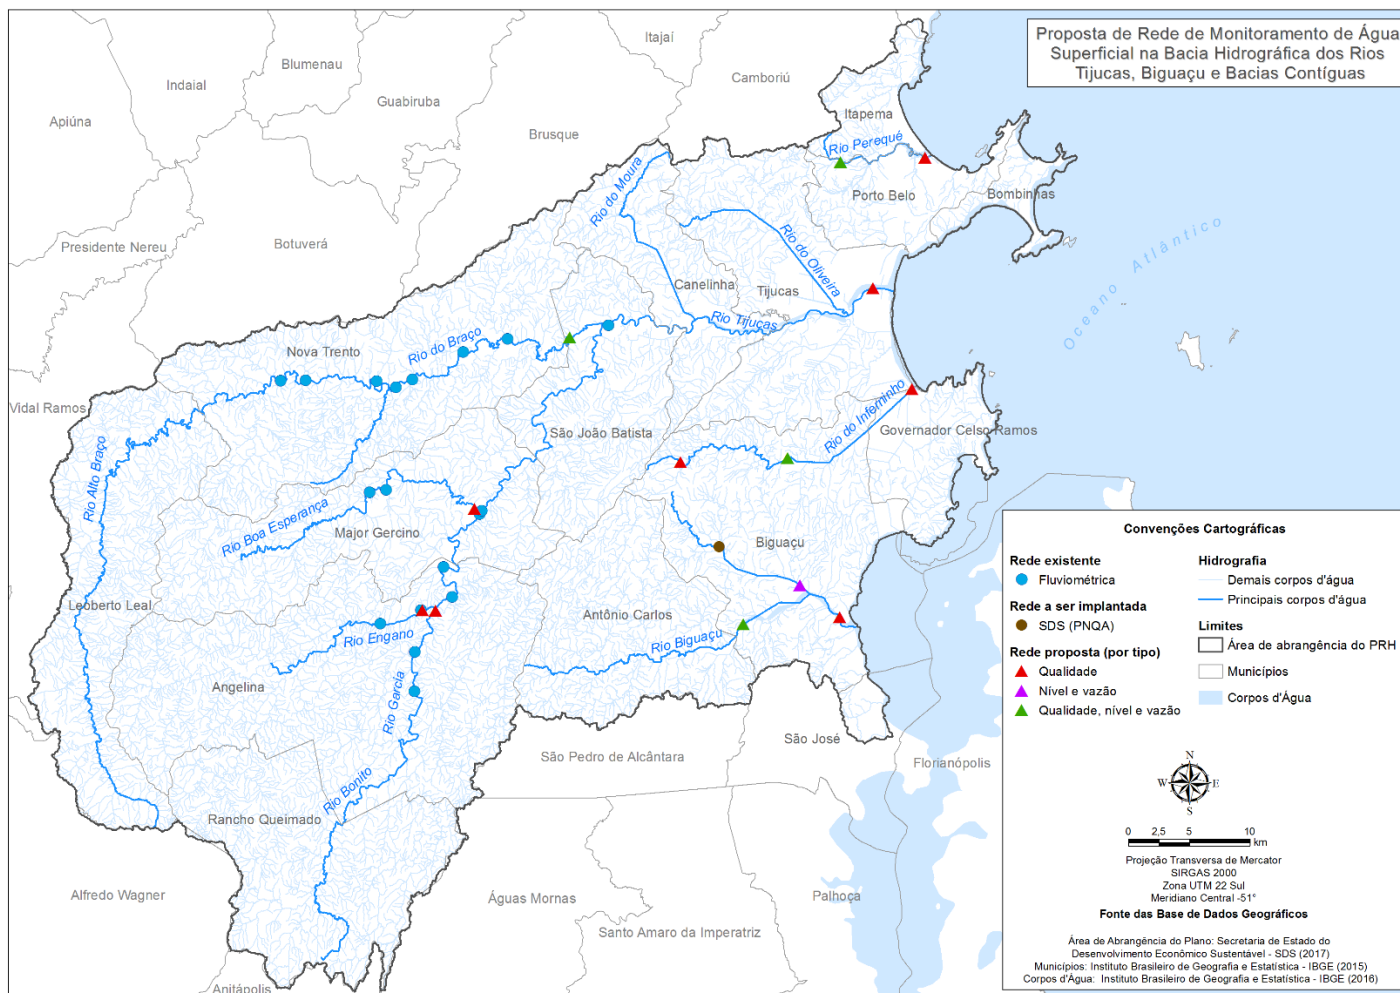 Proposta de Rede de Monitoramento de Água
Superficial na Bacia Hidrográfica dos Rios
Tijucas, Biguaçu e Bacias Contíguas
Itajaí
Blumenau
Camboriú
Indaial
Guabiruba
Apiúna
Brusque
Itapema
Rio Perequé
Rio do Moura
Porto Belo
Bombinhas
Presidente Nereu
Botuverá
Rio do Oliveira
Oceano Atlântico
Canelinha
Tijucas
Rio Tijucas
Rio do Braço
Nova Trento
Vidal Ramos
Rio do Inferninho
São João Batista
Governador Celso Ramos
Rio Alto Braço
Rio Boa Esperança
Major Gercino
Biguaçu
Leoberto Leal
Antônio Carlos
Rio Engano
Rio Biguaçu
Angelina
Rio Garcia
São José
São Pedro de Alcântara
Florianópolis
Rio Bonito
Rancho Queimado
Alfredo Wagner
Águas Mornas
Palhoça
Santo Amaro da Imperatriz
Anitápolis
Convenções Cartográficas
Rede existente
Fluviométrica
Rede a ser implantada
SDS (PNQA)
Rede proposta (por tipo)
Qualidade
Nível e vazão
Qualidade, nível e vazão
Hidrografia
Demais corpos d'água
Principais corpos d'água
Limites
Área de abrangência do PRH
Municípios
Corpos d'Água
N
W
E
S
0 2,5 5 10
km
Projeção Transversa de Mercator
SIRGAS 2000
Zona UTM 22 Sul
Meridiano Central -51°
Fonte das Base de Dados Geográficos
Área de Abrangência do Plano: Secretaria de Estado do
Desenvolvimento Econômico Sustentável - SDS (2017)
Municípios: Instituto Brasileiro de Geografia e Estatística - IBGE (2015)
Corpos d'Água: Instituto Brasileiro de Geografia e Estatística - IBGE (2016)